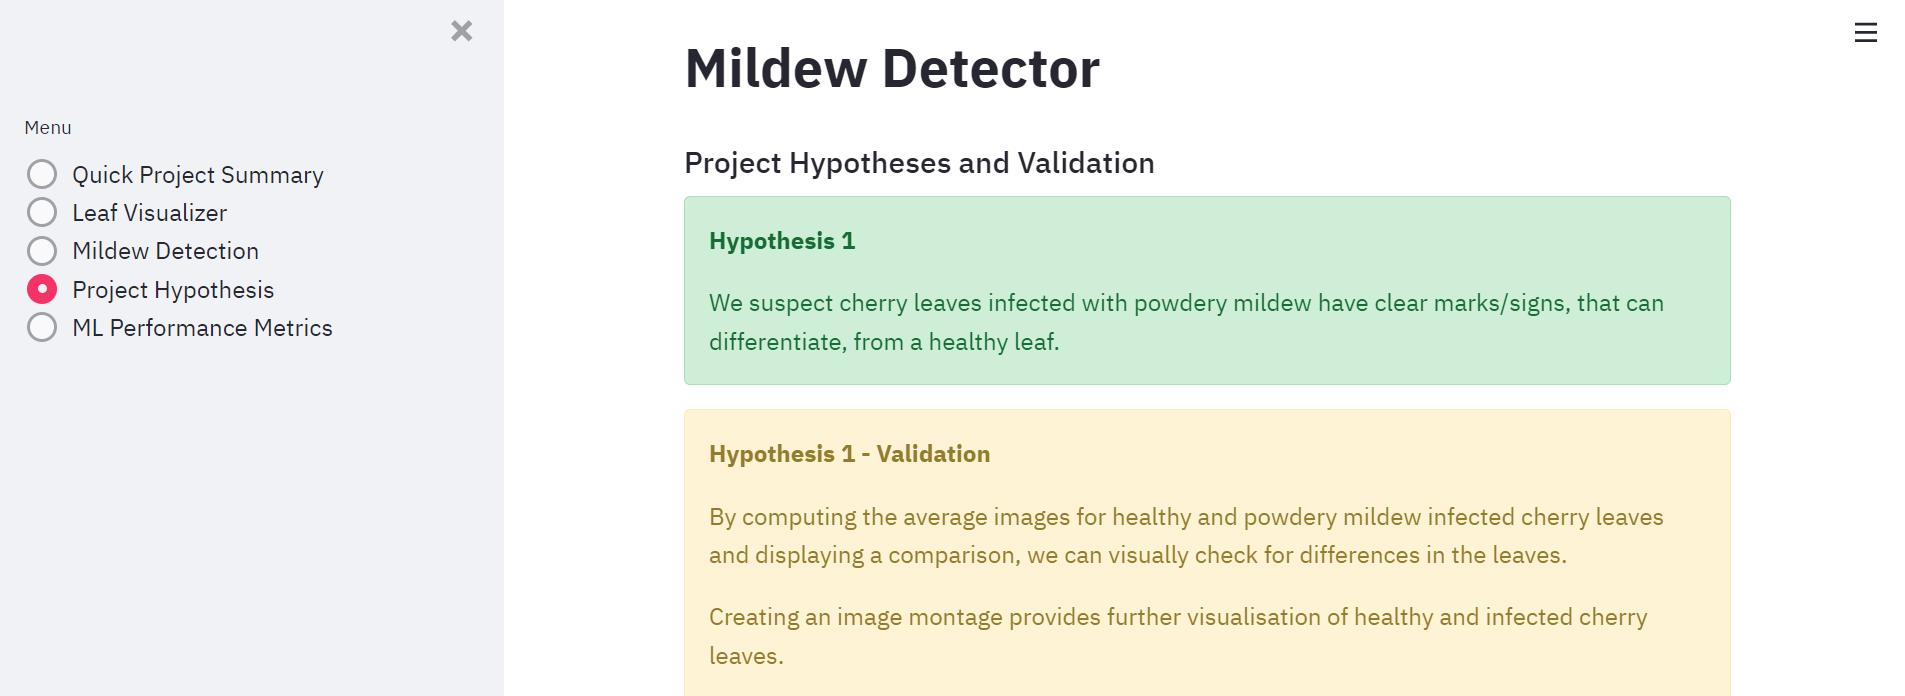 Menu
Quick Project Summary
Leaf Visualizer
Mildew Detection
Project Hypothesis
ML Performance Metrics
Mildew Detector
Project Hypotheses and Validation
Hypothesis 1
We suspect cherry leaves infected with powdery mildew have clear marks/signs, that can
differentiate, from a healthy leaf.
Hypothesis 1 - Validation
By computing the average images for healthy and powdery mildew infected cherry leaves
and displaying a comparison, we can visually check for differences in the leaves.
Creating an image montage provides further visualisation of healthy and infected cherry
leaves.